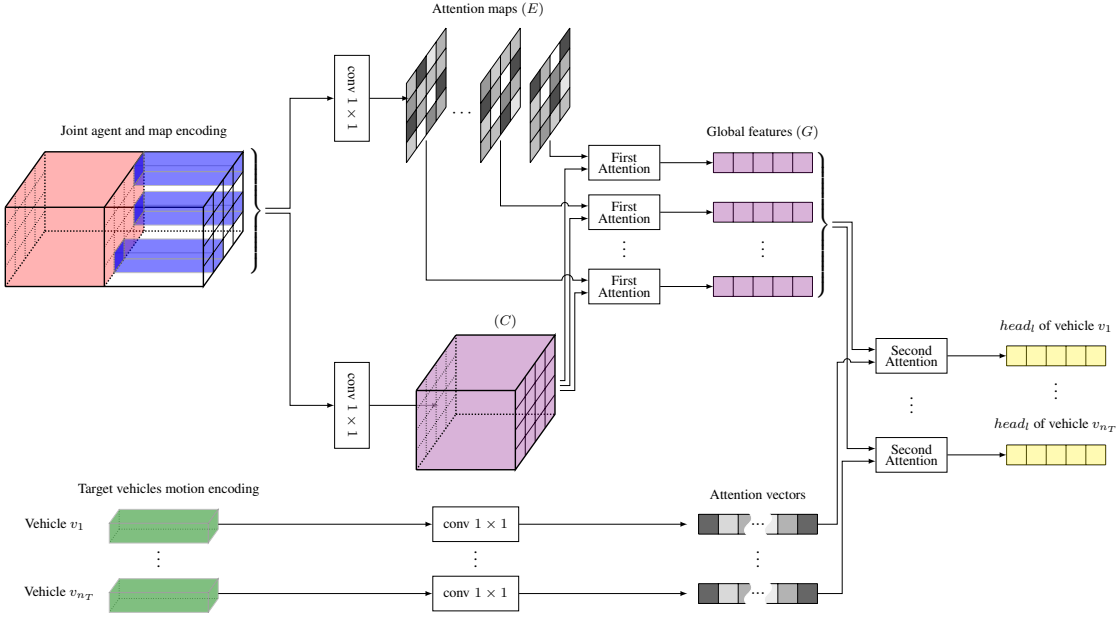 Attention maps (E)
conv 1 × 1
. . .
Joint agent and map encoding
Global features (G)
First
Attention
First
Attention
First
Attention
(C)
conv 1 × 1
head_l of vehicle v_1
Second
Attention
head_l of vehicle v_{n_T}
Second
Attention
Target vehicles motion encoding
Attention vectors
Vehicle v_1
conv 1 × 1
...
Vehicle v_{n_T}
conv 1 × 1
...